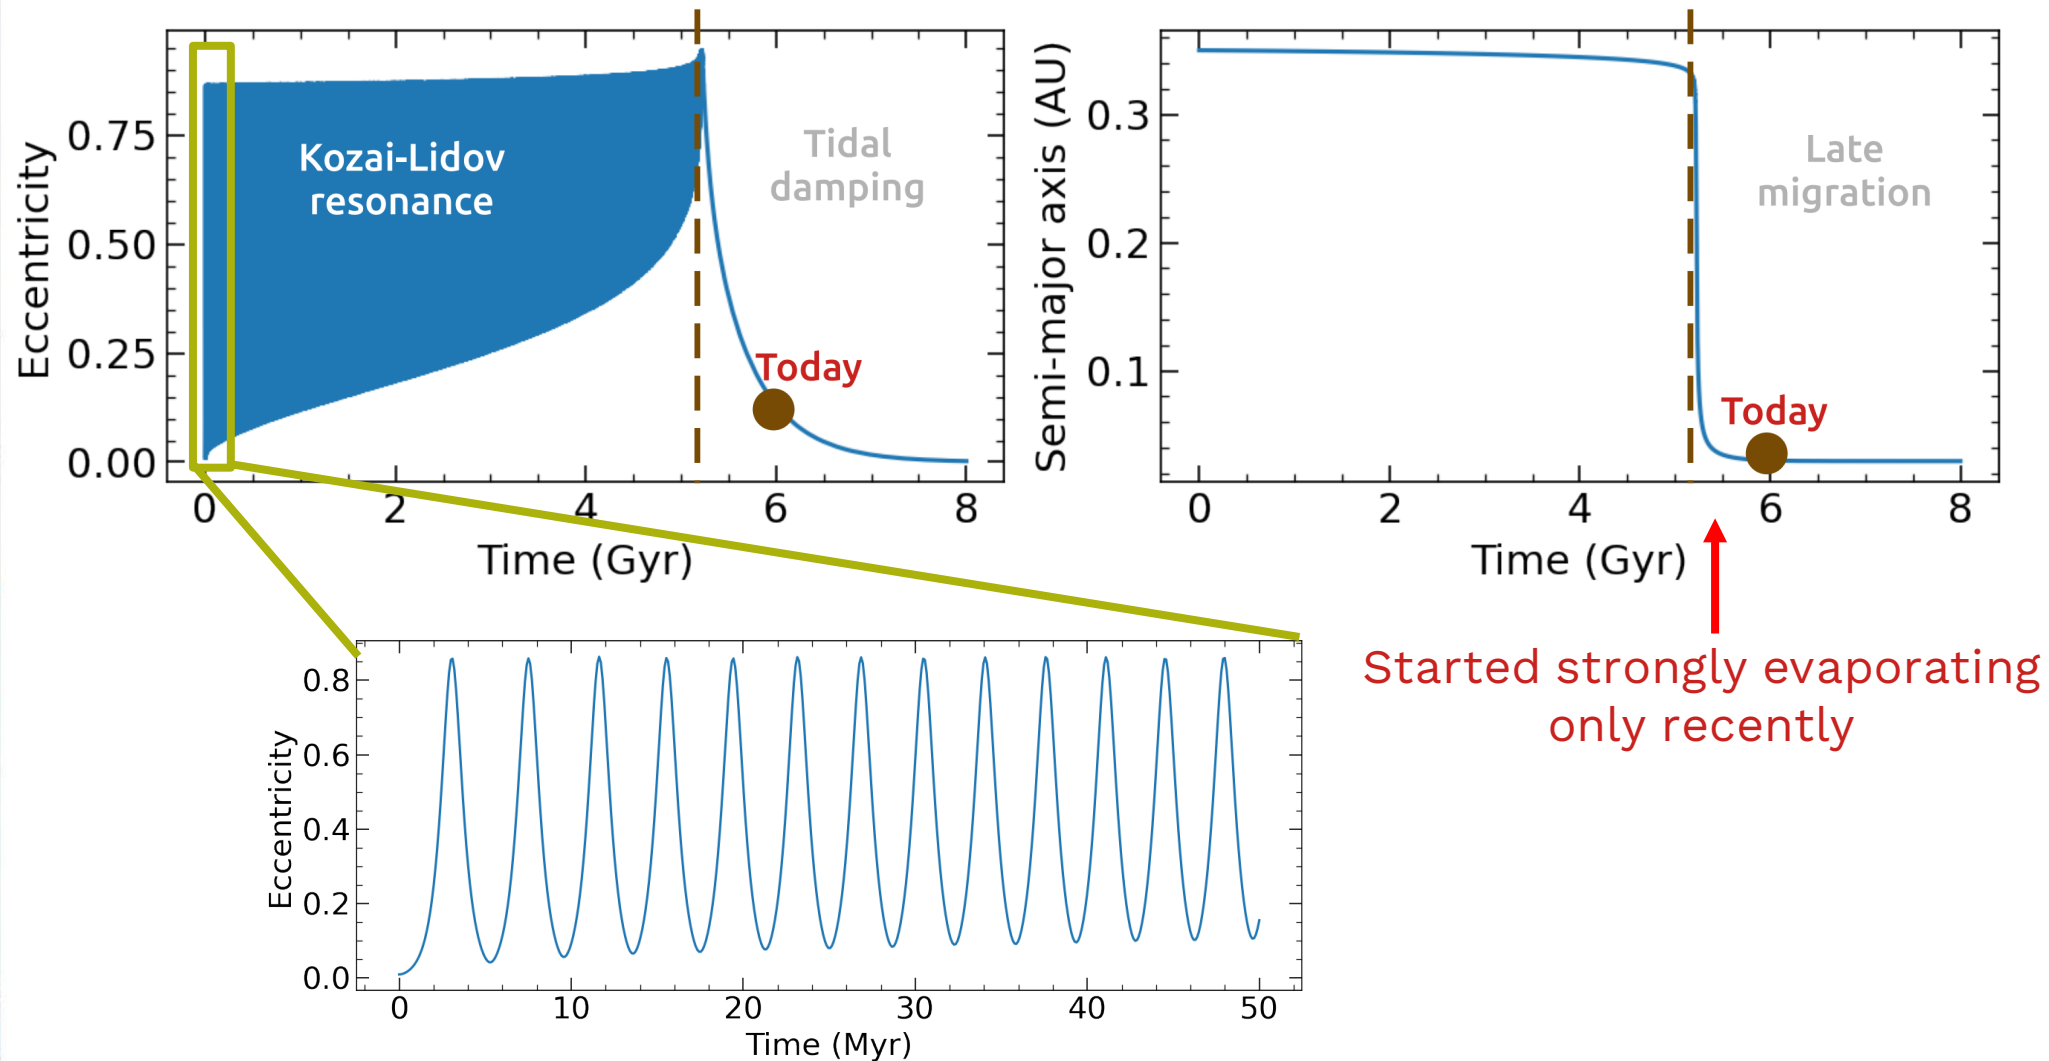 Eccentricity
0.75
0.50
0.25
0.00
Kozai-Lidov
resonance
Tidal
damping
Today
0 2 4 6 8
Time (Gyr)
Semi-major axis (AU)
0.3
0.2
0.1
Late
migration
Today
0 2 4 6 8
Time (Gyr)
Started strongly evaporating
only recently
Eccentricity
0.8
0.6
0.4
0.2
0.0
0 10 20 30 40 50
Time (Myr)